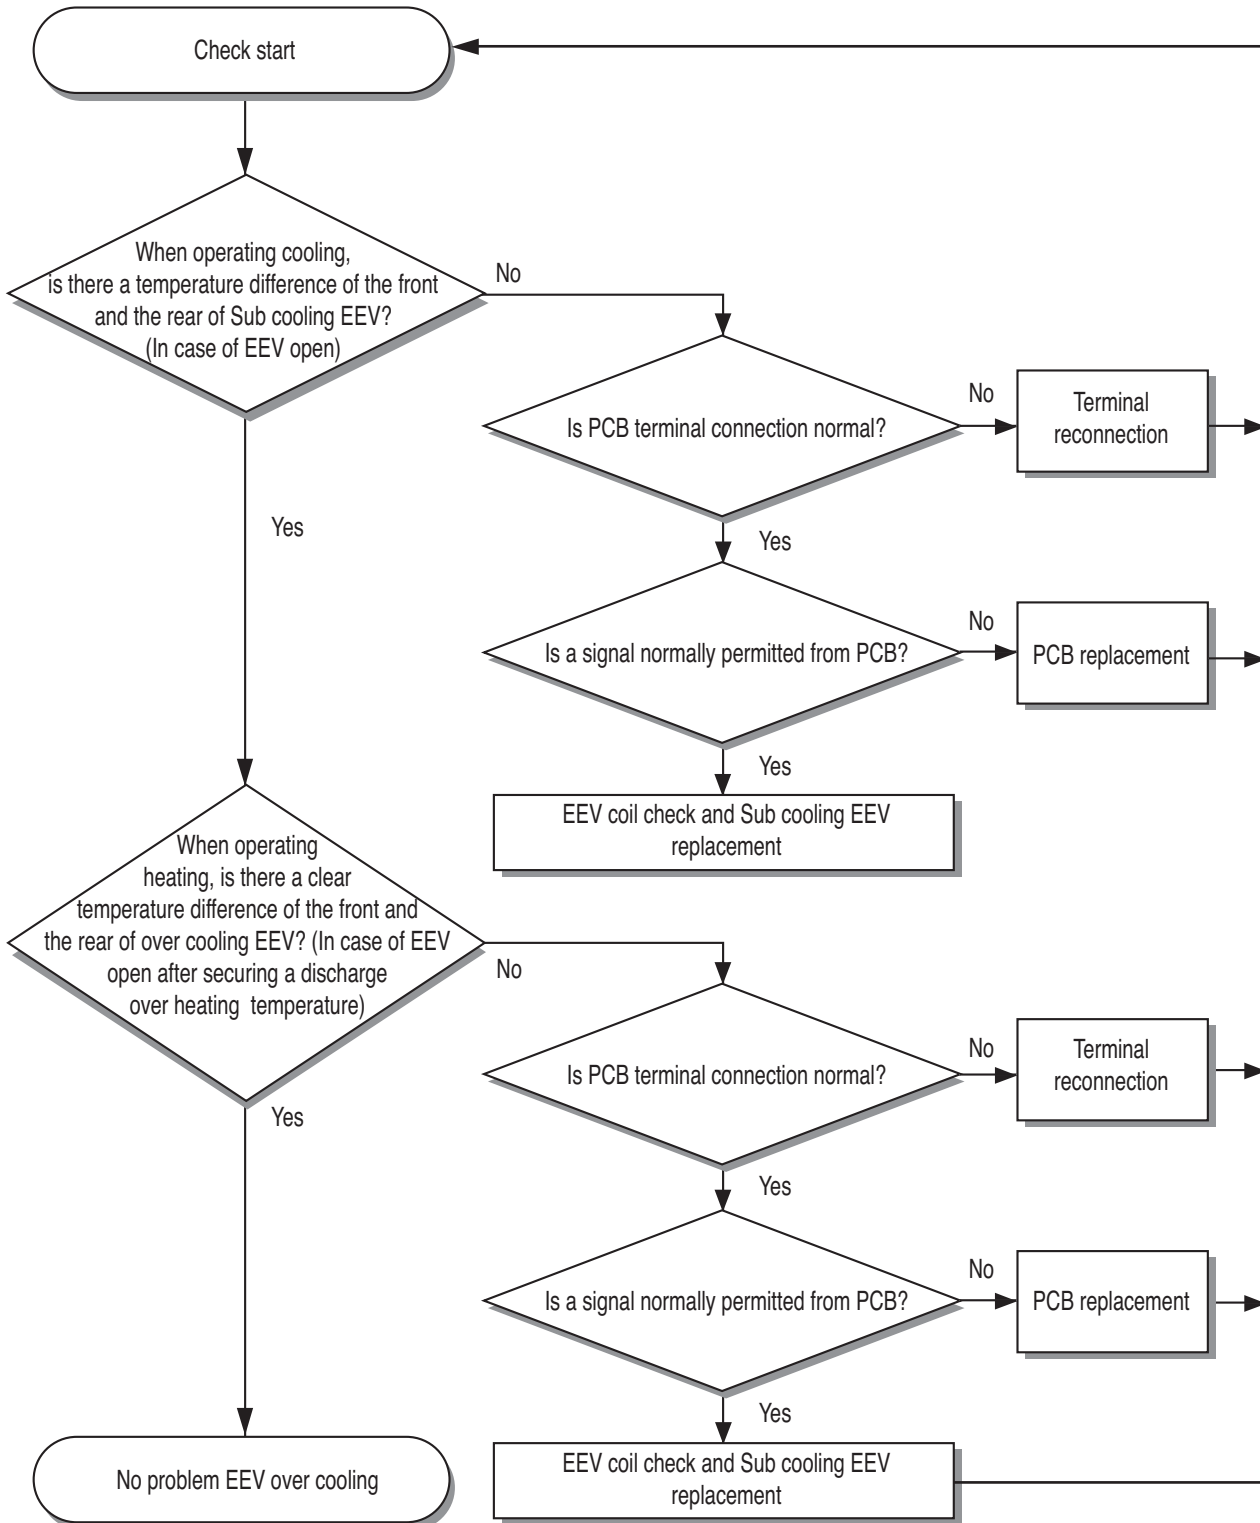 Check start
When operating cooling,
is there a temperature difference of the front
and the rear of Sub cooling EEV?
(In case of EEV open)
No
Is PCB terminal connection normal?
No
Terminal
reconnection
Yes
Yes
Is a signal normally permitted from PCB?
No
PCB replacement
Yes
EEV coil check and Sub cooling EEV
replacement
When operating
heating, is there a clear
temperature difference of the front and
the rear of over cooling EEV? (In case of EEV
open after securing a discharge
over heating temperature)
No
Is PCB terminal connection normal?
No
Terminal
reconnection
Yes
Yes
Is a signal normally permitted from PCB?
No
PCB replacement
Yes
EEV coil check and Sub cooling EEV
replacement
No problem EEV over cooling